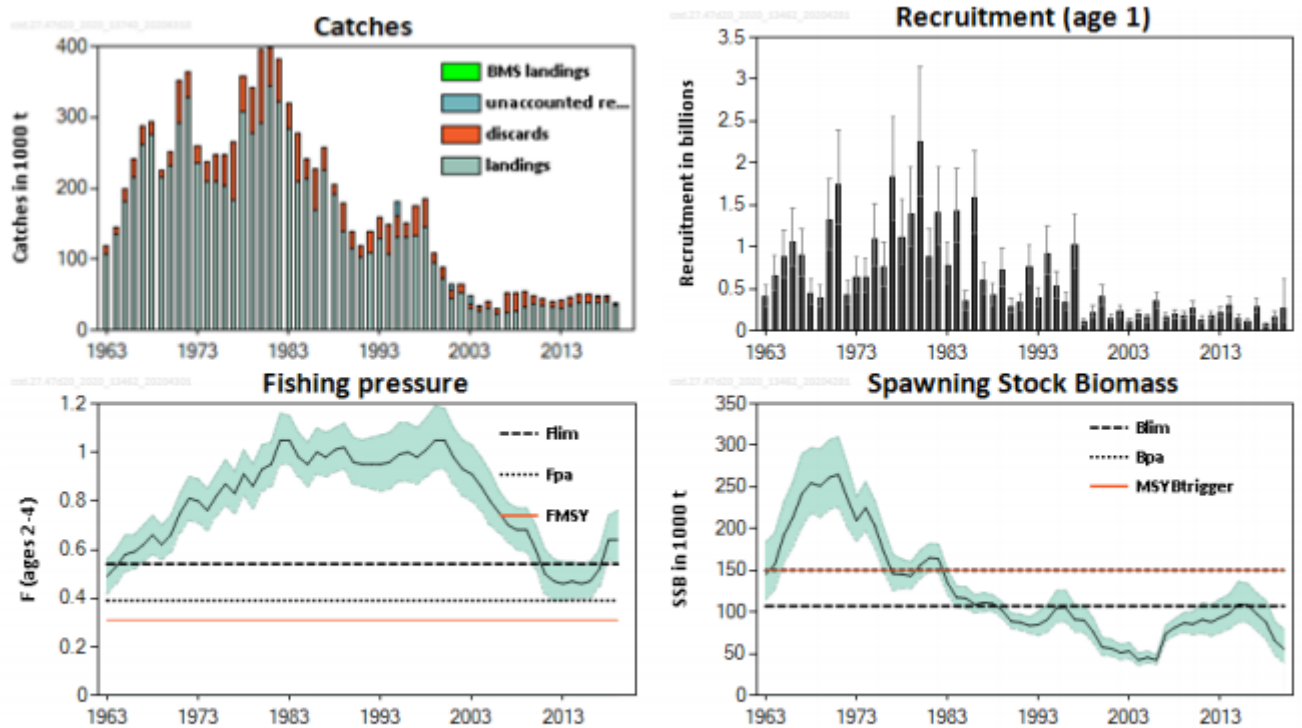 Catches
400
300
200
100
0
Catches in 1000 t
BMS landings
unaccounted re...
discards
landings
1963 1973 1983 1993 2003 2013
Recruitment (age 1)
3.5
3
2.5
2
1.5
1
0.5
0
Recruitment in billions
1963 1973 1983 1993 2003 2013
Fishing pressure
1.2
1
0.8
0.6
0.4
0.2
0
F (ages 2-4)
Flim
Fpa
FMSY
1963 1973 1983 1993 2003 2013
Spawning Stock Biomass
350
300
250
200
150
100
50
0
SSB in 1000 t
Blim
Bpa
MSYBtrigger
1963 1973 1983 1993 2003 2013